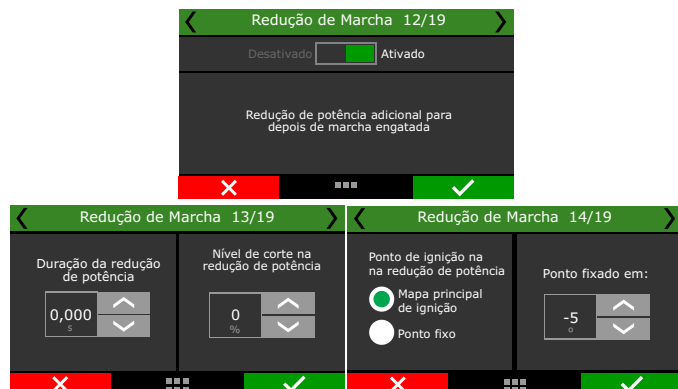 Redução de Marcha 12/19
Desativado Ativado
Redução de potência adicional para
depois de marcha engatada
Redução de Marcha 13/19
Duração da redução
de potência
0,000
s
Nível de corte na
redução de potência
0
%
Redução de Marcha 14/19
Ponto de ignição na
na redução de potência
Mapa principal
de ignição
Ponto fixo
Ponto fixado em:
-5
°